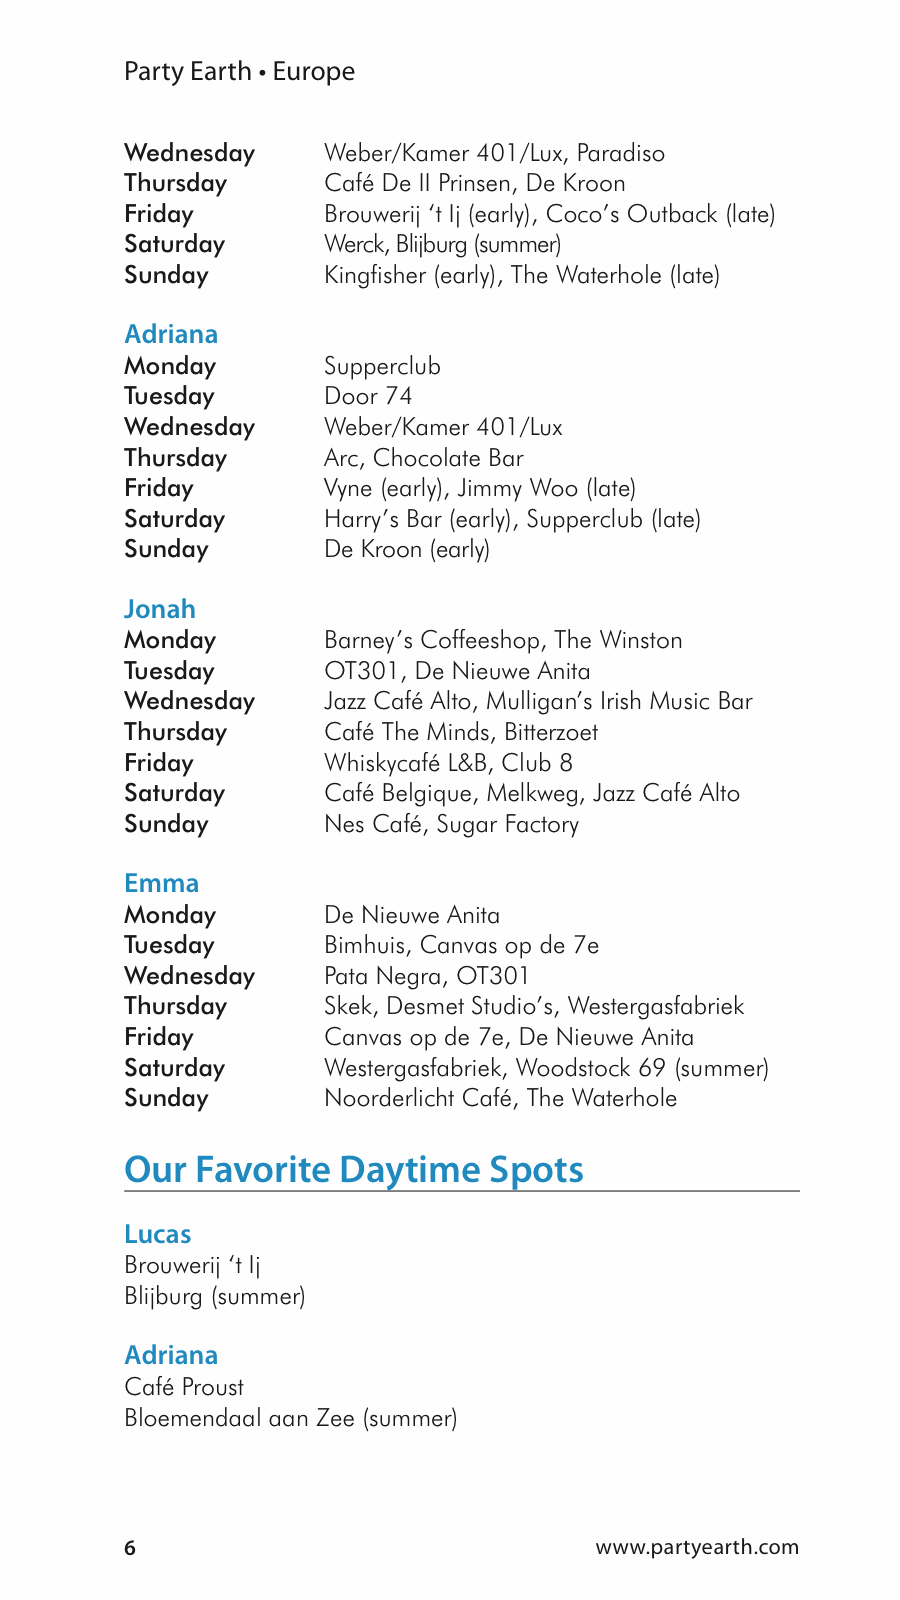 Party Earth • Europe
Wednesday Weber/Kamer 401/Lux, Paradiso
Thursday Café De II Prinsen, De Kroon
Friday Brouwerij ‘t Ij (early), Coco’s Outback (late)
Saturday Werck, Blijburg (summer)
Sunday Kingfisher (early), The Waterhole (late)
Adriana
Monday Supperclub
Tuesday Door 74
Wednesday Weber/Kamer 401/Lux
Thursday Arc, Chocolate Bar
Friday Vyne (early), Jimmy Woo (late)
Saturday Harry’s Bar (early), Supperclub (late)
Sunday De Kroon (early)
Jonah
Monday Barney’s Coffeeshop, The Winston
Tuesday OT301, De Nieuwe Anita
Wednesday Jazz Café Alto, Mulligan’s Irish Music Bar
Thursday Café The Minds, Bitterzoet
Friday Whiskycafé L&B, Club 8
Saturday Café Belgique, Melkweg, Jazz Café Alto
Sunday Nes Café, Sugar Factory
Emma
Monday De Nieuwe Anita
Tuesday Bimhuis, Canvas op de 7e
Wednesday Pata Negra, OT301
Thursday Skek, Desmet Studio’s, Westergasfabriek
Friday Canvas op de 7e, De Nieuwe Anita
Saturday Westergasfabriek, Woodstock 69 (summer)
Sunday Noorderlicht Café, The Waterhole
Our Favorite Daytime Spots
Lucas
Brouwerij ‘t Ij
Blijburg (summer)
Adriana
Café Proust
Bloemendaal aan Zee (summer)
6 www.partyearth.com